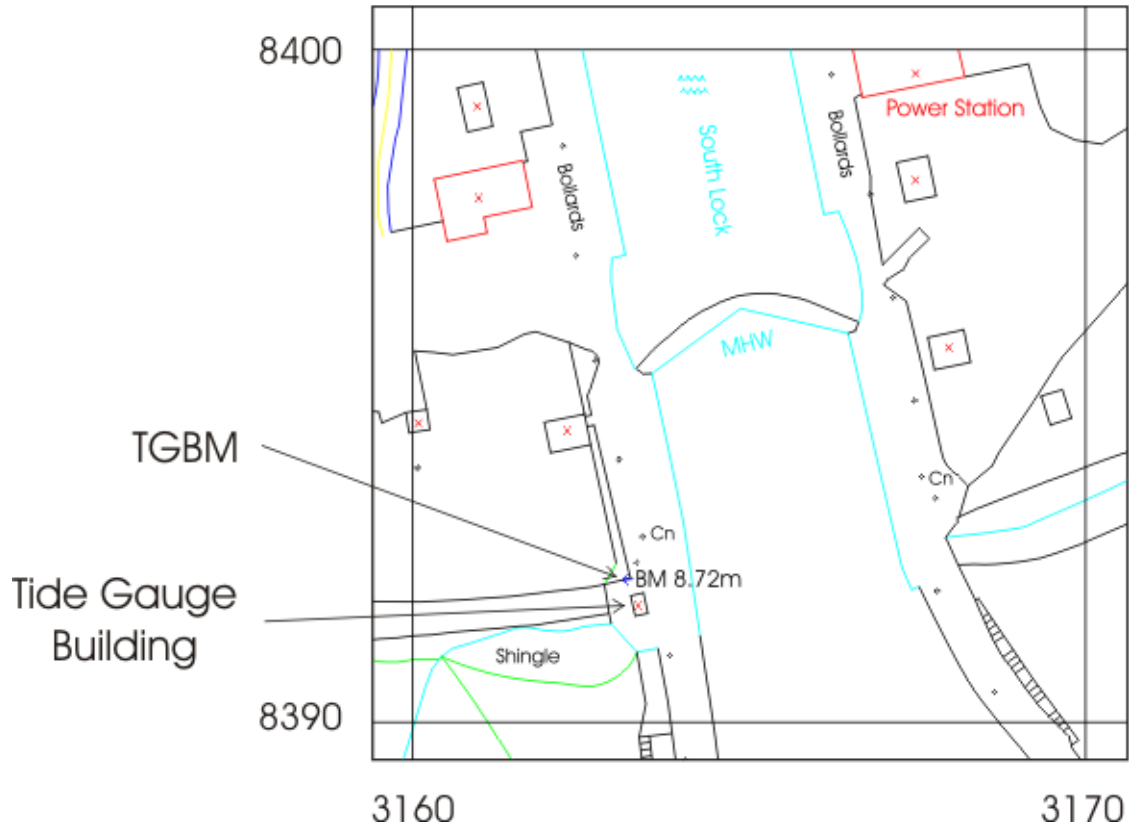 8400
Power Station
Bollards
South Lock
Bollards
MHW
TGBM
Cn
Cn
BM 8.72m
Tide Gauge
Building
Shingle
8390
3160
3170